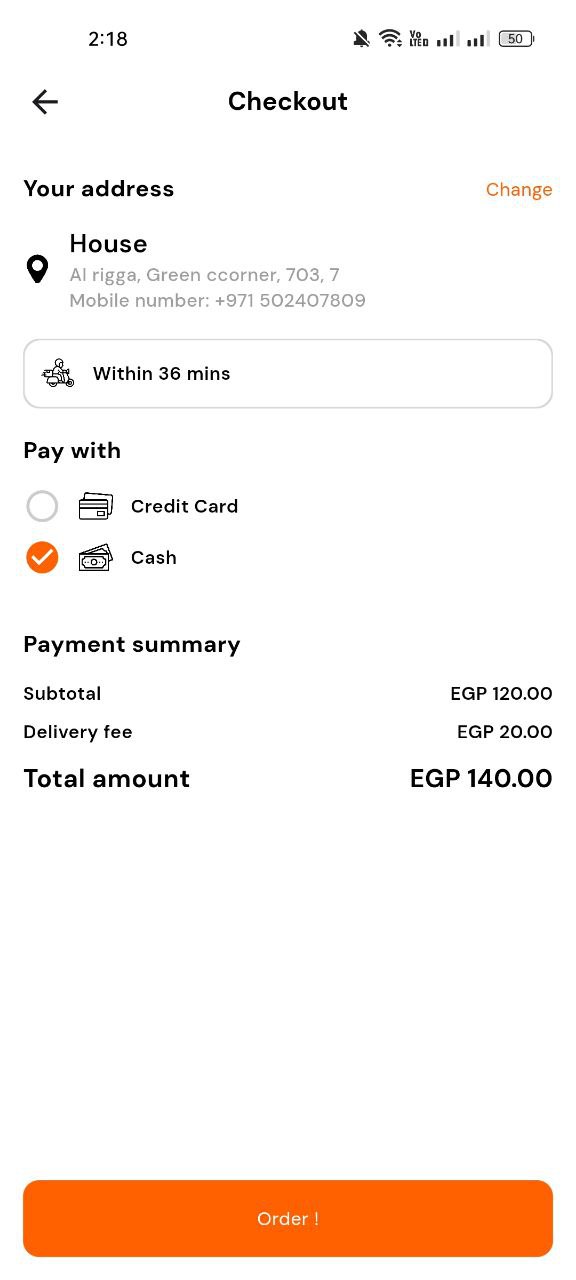 2:18
Vo
LTE
50
Checkout
Your address
Change
House
Al rigga, Green ccorner, 703, 7
Mobile number: +971 502407809
Within 36 mins
Pay with
Credit Card
Cash
Payment summary
Subtotal EGP 120.00
Delivery fee EGP 20.00
Total amount EGP 140.00
Order !